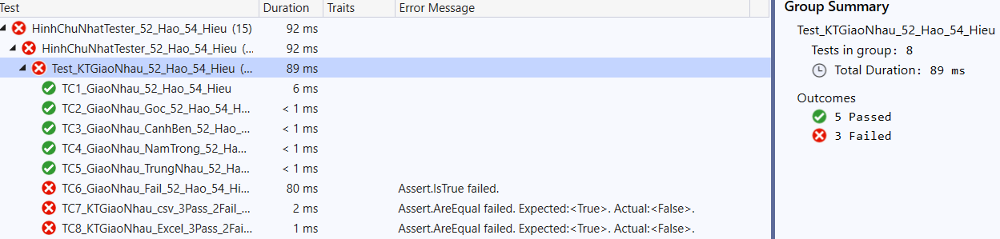 Test Duration Traits Error Message
HinhChuNhatTester_52_Hao_54_Hieu (15) 92 ms
HinhChuNhatTester_52_Hao_54_Hieu (... 92 ms
Test_KTGiaoNhau_52_Hao_54_Hieu (... 89 ms
TC1_GiaoNhau_52_Hao_54_Hieu 6 ms
TC2_GiaoNhau_Goc_52_Hao_54_H... < 1 ms
TC3_GiaoNhau_CanhBen_52_Hao_... < 1 ms
TC4_GiaoNhau_NamTrong_52_Ha... < 1 ms
TC5_GiaoNhau_TrungNhau_52_Ha... < 1 ms
TC6_GiaoNhau_Fail_52_Hao_54_Hi... 80 ms Assert.IsTrue failed.
TC7_KTGiaoNhau_csv_3Pass_2Fail_... 2 ms Assert.AreEqual failed. Expected:<True>. Actual:<False>.
TC8_KTGiaoNhau_Excel_3Pass_2Fai... 1 ms Assert.AreEqual failed. Expected:<True>. Actual:<False>.
Group Summary
Test_KTGiaoNhau_52_Hao_54_Hieu
Tests in group: 8
Total Duration: 89 ms
Outcomes
5 Passed
3 Failed